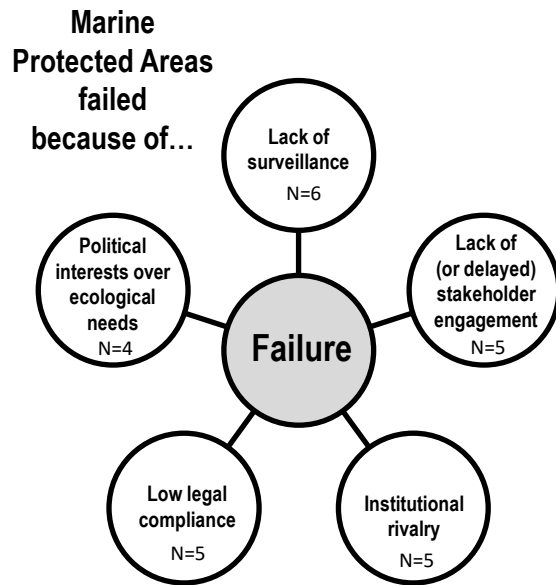 Marine
Protected Areas
failed
because of…
Lack of
surveillance
N=6
Lack of
(or delayed)
stakeholder
engagement
N=5
Institutional
rivalry
N=5
Low legal
compliance
N=5
Political
interests over
ecological
needs
N=4
Failure